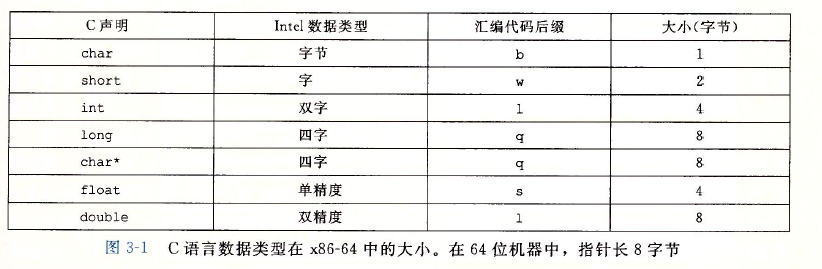 C 声明 Intel 数据类型 汇编代码后缀 大小(字节)
char 字节 b 1
short 字 w 2
int 双字 l 4
long 四字 q 8
char* 四字 q 8
float 单精度 s 4
double 双精度 l 8
图 3-1 C 语言数据类型在 x86-64 中的大小。在 64 位机器中，指针长 8 字节